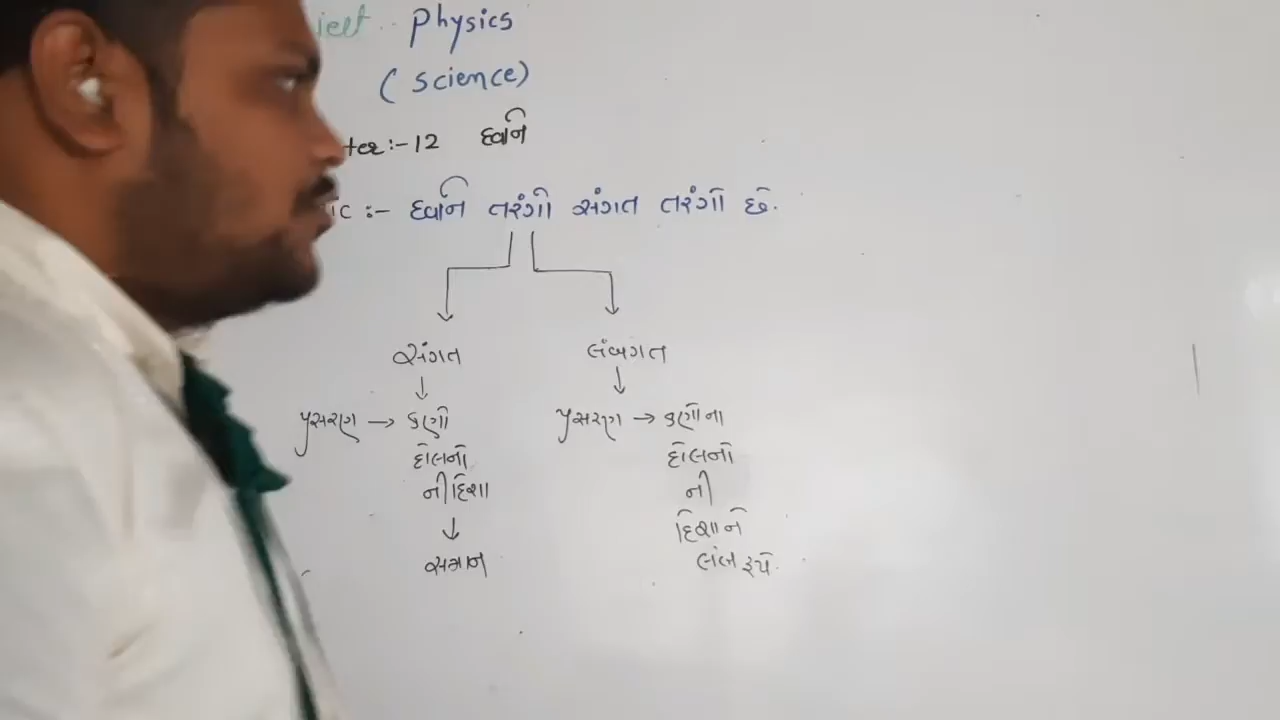 ject.. Physics
(Science)
ter :- 12 ધ્વનિ
ic :- ધ્વનિ તરંગો સંગત તરંગો છે.
સંગત લંબગત
પ્રસરણ → કણો
દોલનો
ની દિશા
સમાન
પ્રસરણ → કણોના
દોલનો
ની
દિશાને
લંબ રૂપે.